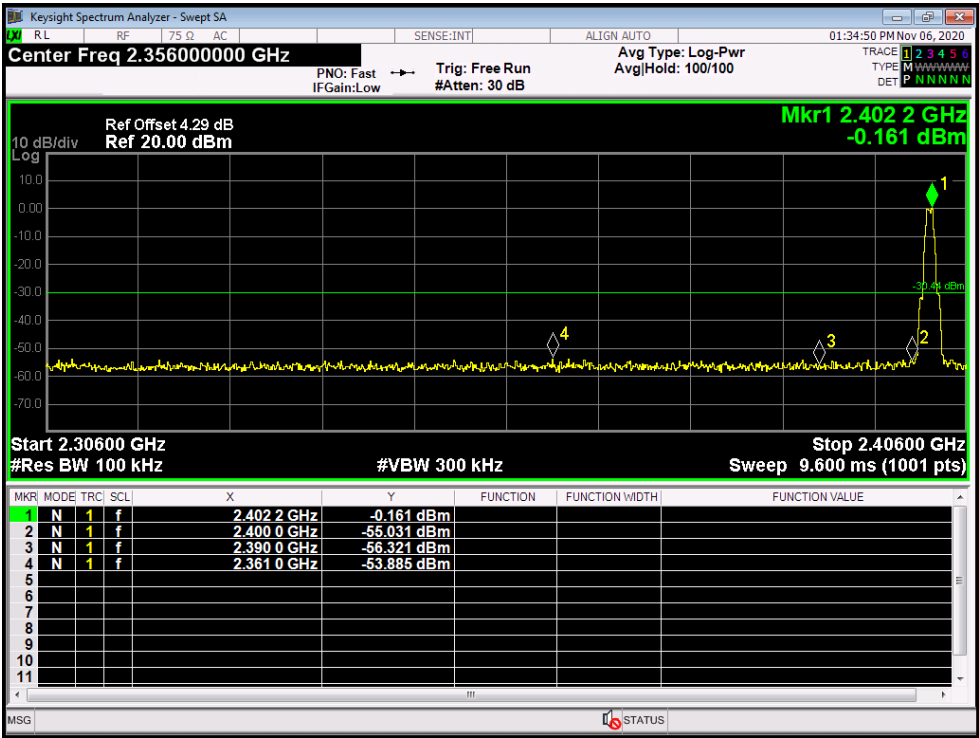 Keysight Spectrum Analyzer - Swept SA
LXI RL RF 75 Ω AC SENSE:INT ALIGN AUTO 01:34:50 PM Nov 06, 2020
Center Freq 2.356000000 GHz
PNO: Fast
IFGain:Low
Trig: Free Run
#Atten: 30 dB
Avg Type: Log-Pwr
Avg|Hold: 100/100
TRACE 1 2 3 4 5 6
TYPE M WWWWW
DET P N N N N N
Mkr1 2.402 2 GHz
-0.161 dBm
Ref Offset 4.29 dB
10 dB/div Ref 20.00 dBm
Log
10.0
1
0.00
-10.0
-20.0
-30.44 dBm
-30.0
-40.0
4
3
2
-50.0
-60.0
-70.0
Start 2.30600 GHz Stop 2.40600 GHz
#Res BW 100 kHz #VBW 300 kHz Sweep 9.600 ms (1001 pts)
MKR MODE TRC SCL X Y FUNCTION FUNCTION WIDTH FUNCTION VALUE
1 N 1 f 2.402 2 GHz -0.161 dBm
2 N 1 f 2.400 0 GHz -55.031 dBm
3 N 1 f 2.390 0 GHz -56.321 dBm
4 N 1 f 2.361 0 GHz -53.885 dBm
5
6
7
8
9
10
11
MSG STATUS